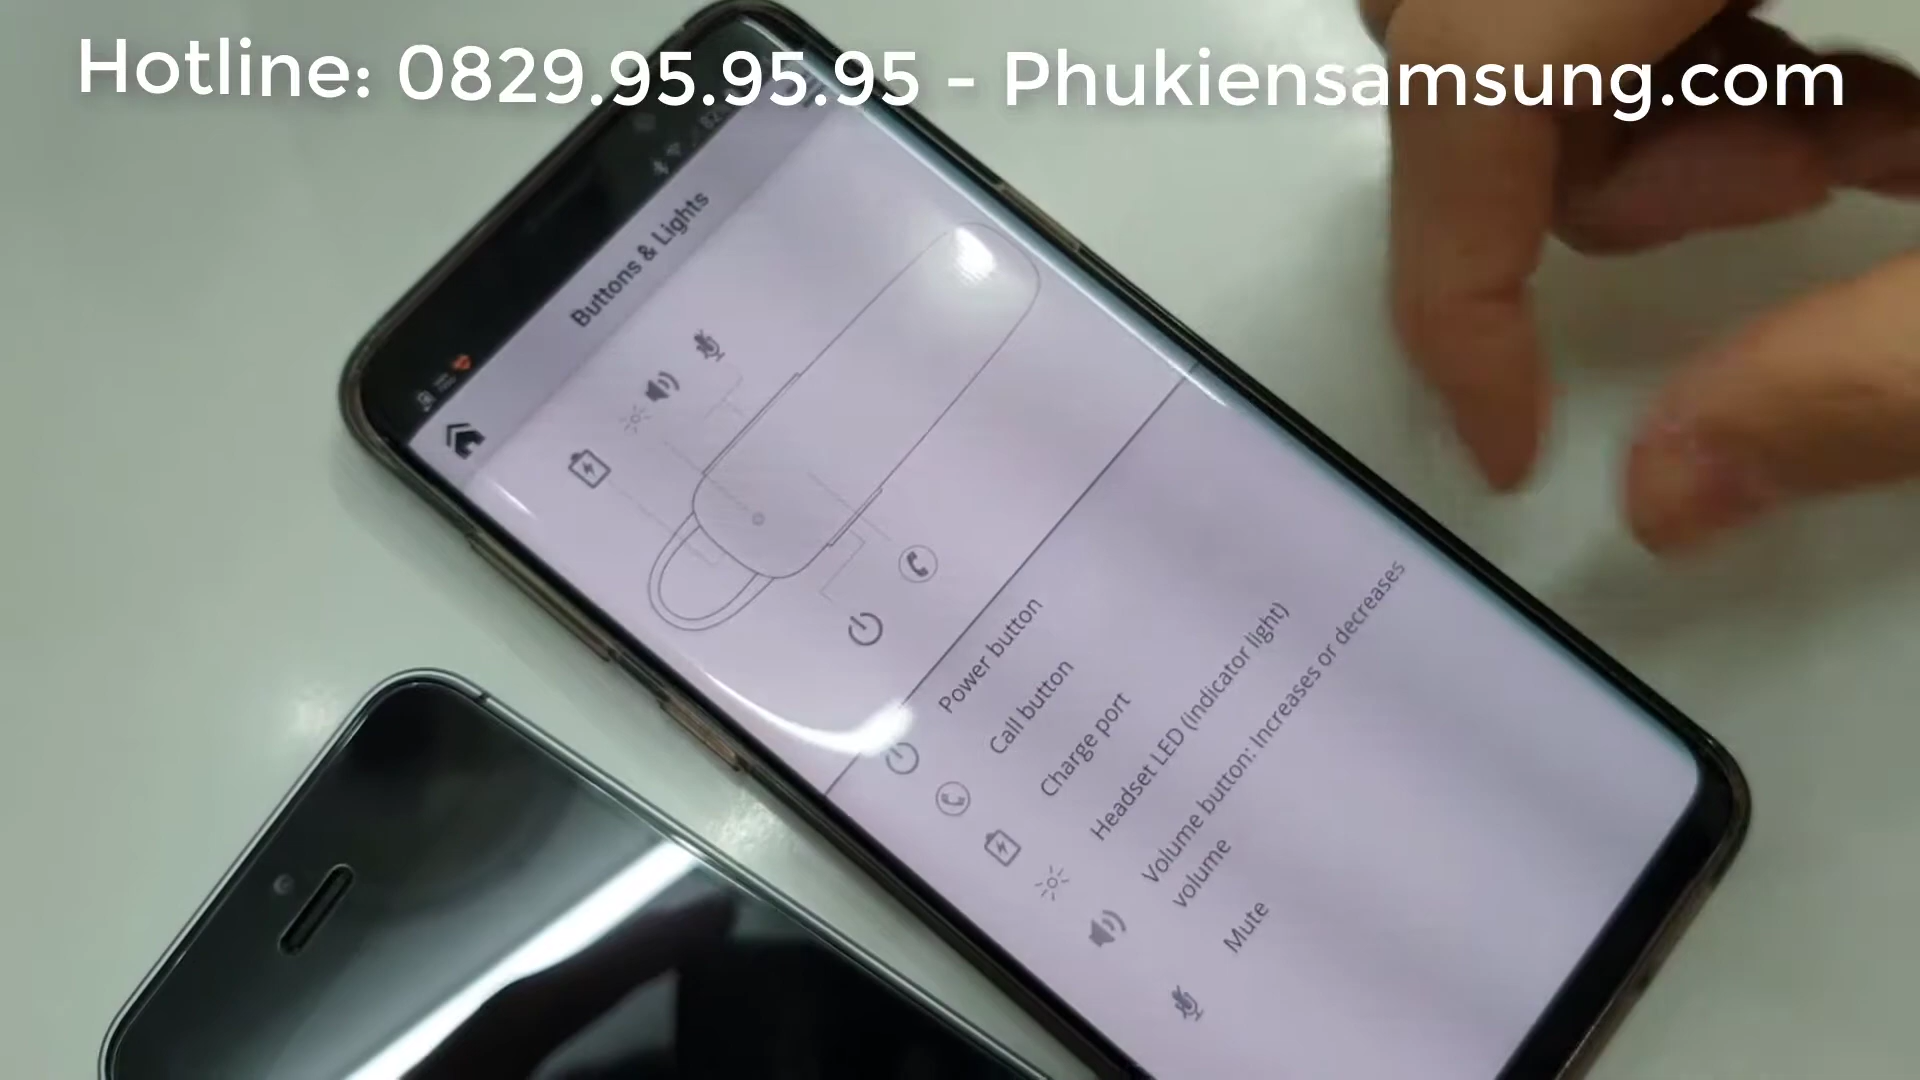 Hotline: 0829.95.95.95 - Phukiensamsung.com
Buttons & Lights
Power button
Call button
Charge port
Headset LED (indicator light)
Volume button: Increases or decreases
volume
Mute